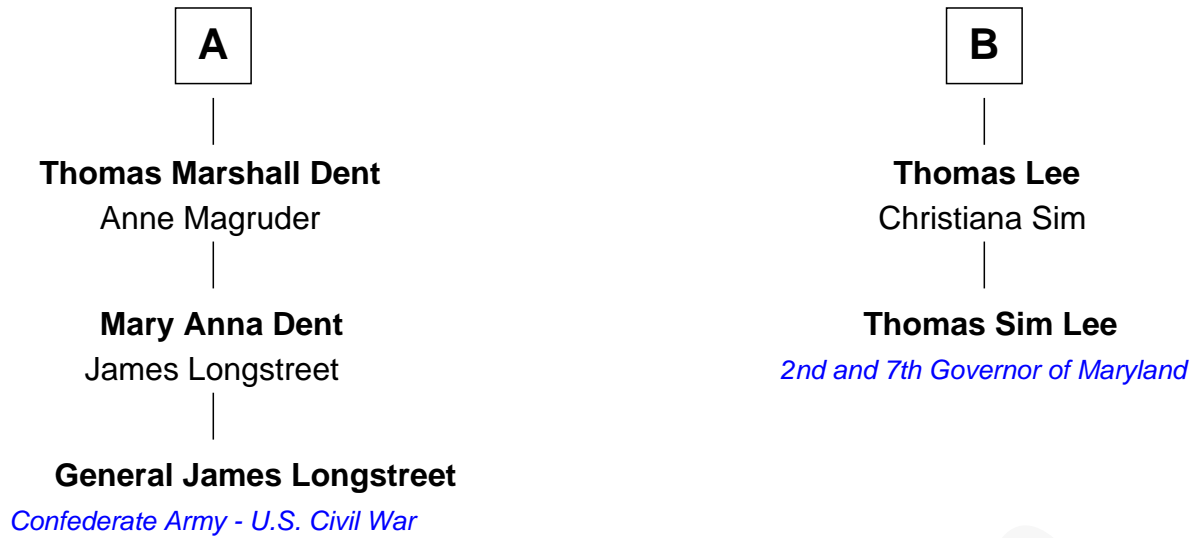 A
Thomas Marshall Dent
Anne Magruder
Mary Anna Dent
James Longstreet
General James Longstreet
Confederate Army - U.S. Civil War
B
Thomas Lee
Christiana Sim
Thomas Sim Lee
2nd and 7th Governor of Maryland